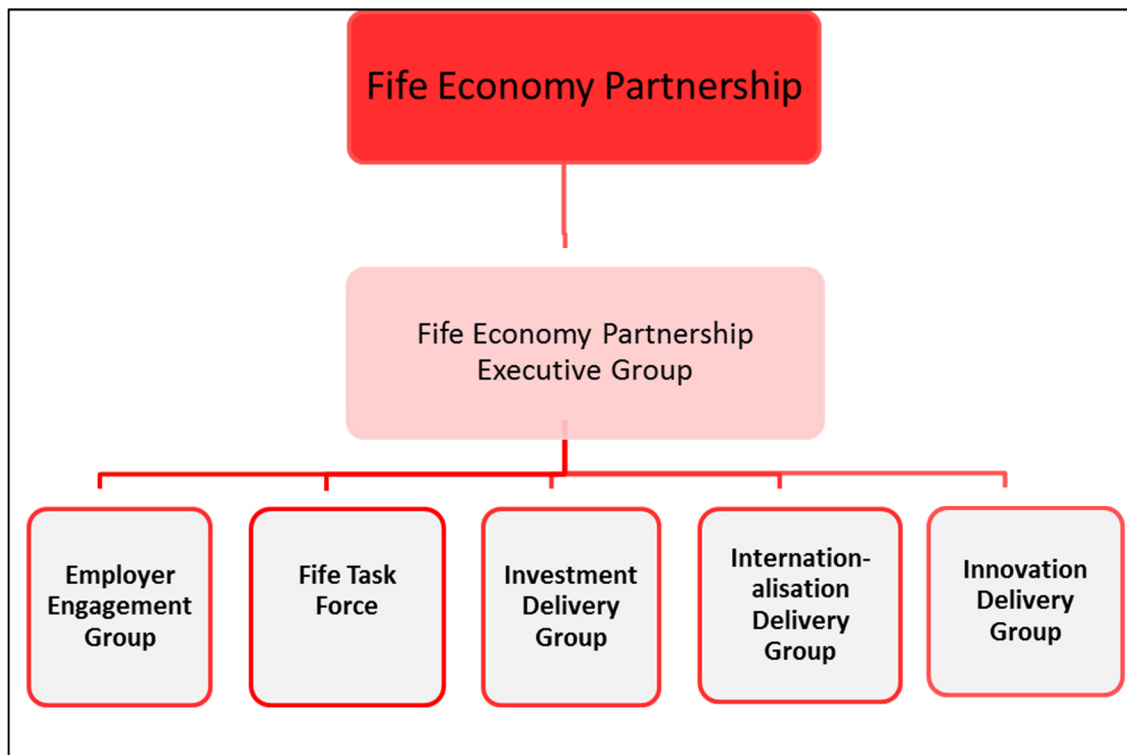 Fife Economy Partnership
Fife Economy Partnership
Executive Group
Employer
Engagement
Group
Fife Task
Force
Investment
Delivery
Group
Internation-
alisation
Delivery
Group
Innovation
Delivery
Group